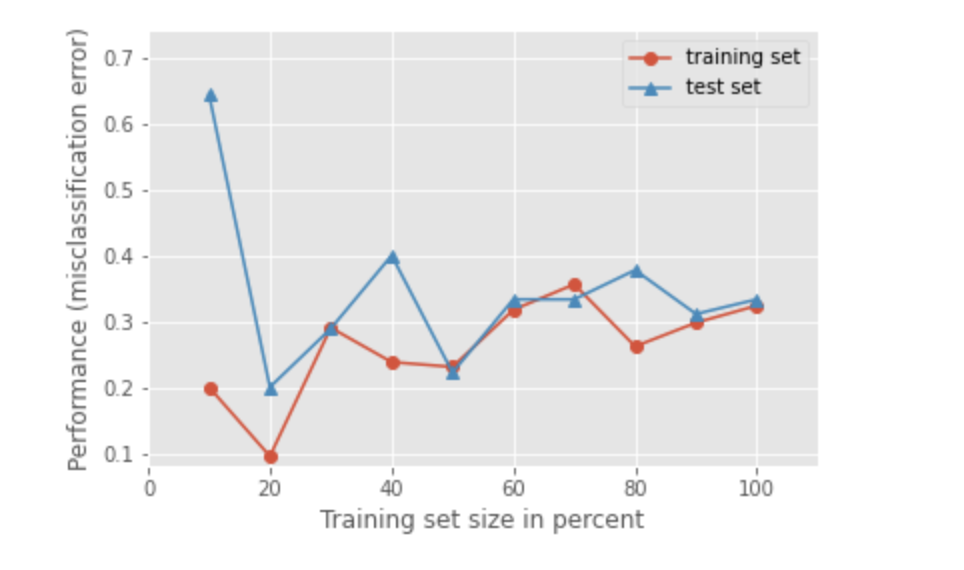 training set
test set
Performance (misclassification error)
0.7
0.6
0.5
0.4
0.3
0.2
0.1
0 20 40 60 80 100
Training set size in percent